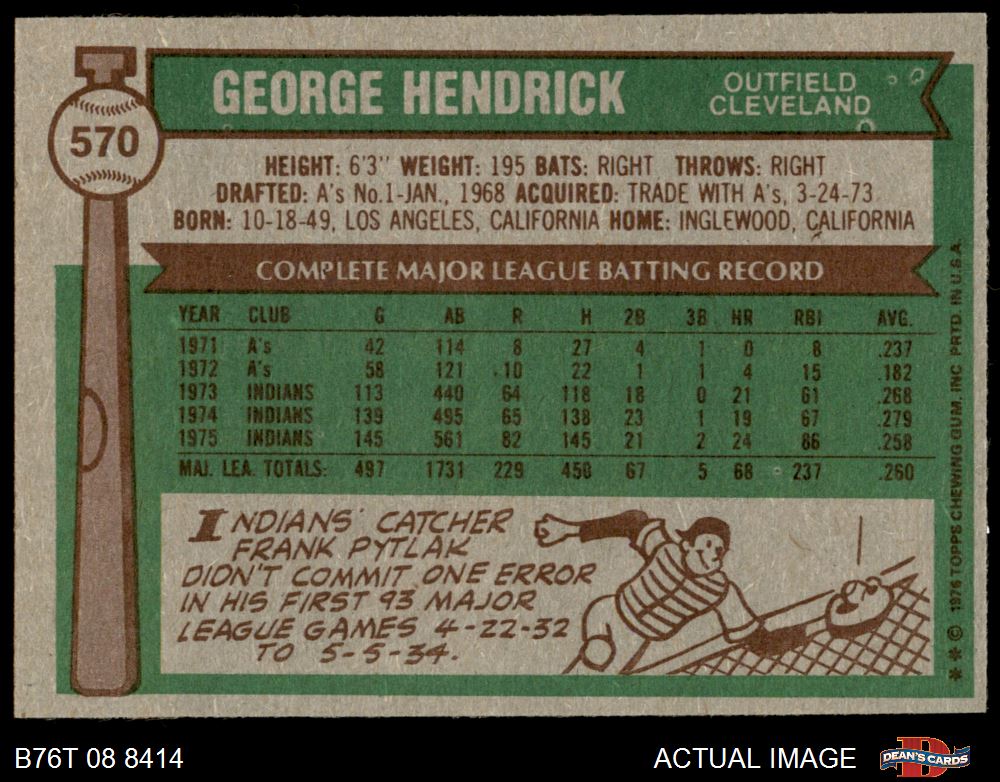 570
GEORGE HENDRICK
OUTFIELD
CLEVELAND
HEIGHT: 6'3" WEIGHT: 195 BATS: RIGHT THROWS: RIGHT
DRAFTED: A's No.1-JAN., 1968 ACQUIRED: TRADE WITH A's, 3-24-73
BORN: 10-18-49, LOS ANGELES, CALIFORNIA HOME: INGLEWOOD, CALIFORNIA
COMPLETE MAJOR LEAGUE BATTING RECORD
YEAR CLUB G AB R H 2B 3B HR RBI AVG.
1971 A's 42 114 8 27 4 1 0 8 .237
1972 A's 58 121 10 22 1 1 4 15 .182
1973 INDIANS 113 440 64 118 18 0 21 61 .268
1974 INDIANS 139 495 65 138 23 1 19 67 .279
1975 INDIANS 145 561 82 145 21 2 24 86 .258
MAJ. LEA. TOTALS: 497 1731 229 450 67 5 68 237 .260
INDIANS' CATCHER
FRANK PYTLAK
DIDN'T COMMIT ONE ERROR
IN HIS FIRST 93 MAJOR
LEAGUE GAMES 4-22-32
TO 5-5-34.
** © 1976 TOPPS CHEWING GUM, INC PRTD. IN U.S.A.
B76T 08 8414
ACTUAL IMAGE
DEAN'S CARDS